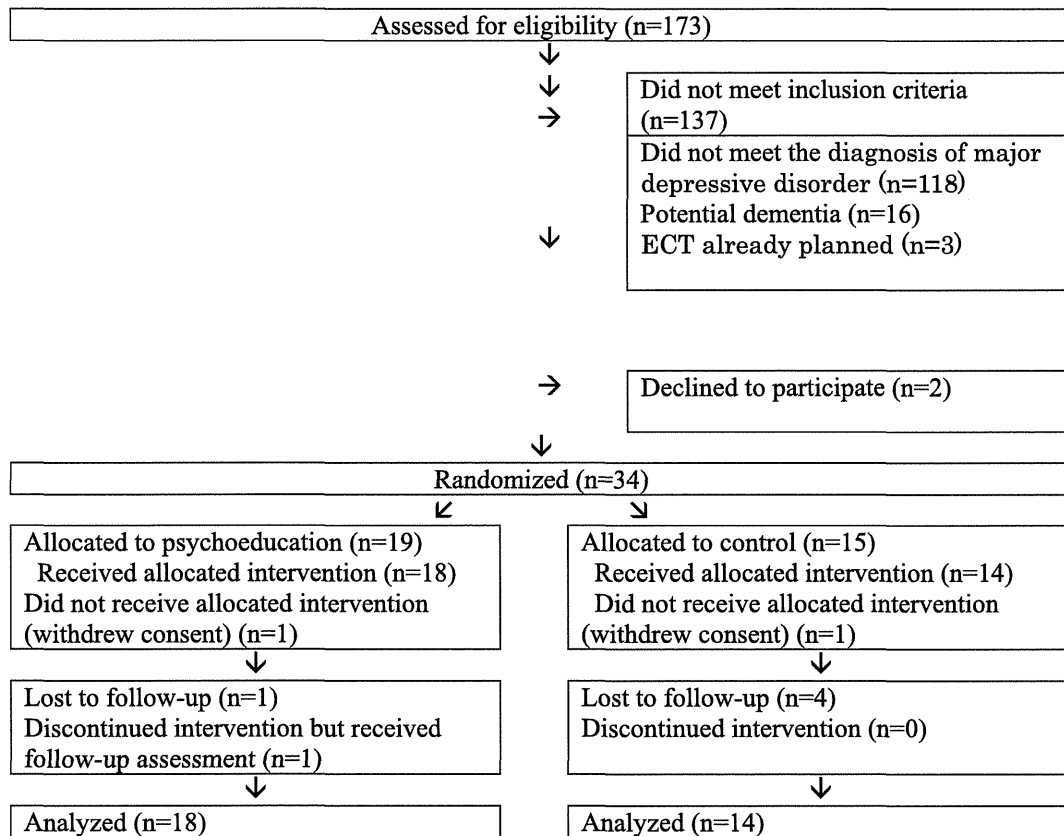 Assessed for eligibility (n=173)
↓
↓
→
Did not meet inclusion criteria
(n=137)
Did not meet the diagnosis of major
depressive disorder (n=118)
Potential dementia (n=16)
↓
ECT already planned (n=3)
→
Declined to participate (n=2)
↓
Randomized (n=34)
↙ ↘
Allocated to psychoeducation (n=19)
Received allocated intervention (n=18)
Did not receive allocated intervention
(withdrew consent) (n=1)
Allocated to control (n=15)
Received allocated intervention (n=14)
Did not receive allocated intervention
(withdrew consent) (n=1)
↓ ↓
Lost to follow-up (n=1)
Discontinued intervention but received
follow-up assessment (n=1)
Lost to follow-up (n=4)
Discontinued intervention (n=0)
↓ ↓
Analyzed (n=18)
Analyzed (n=14)